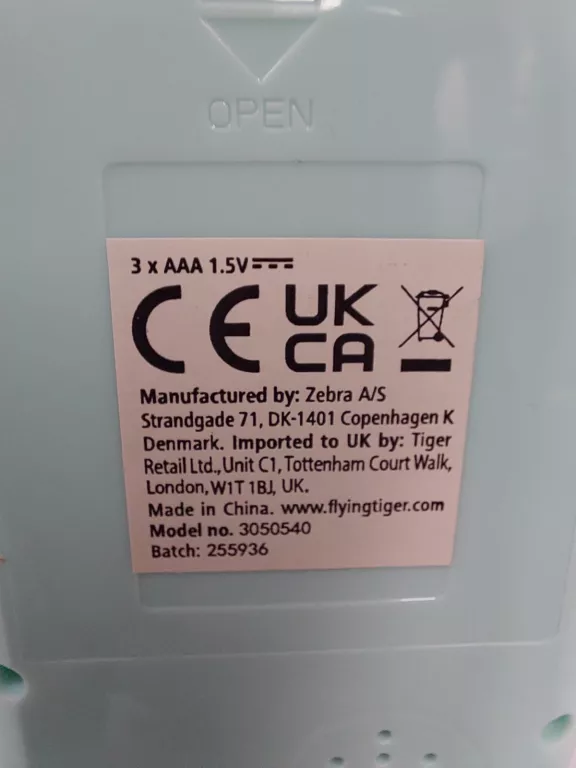 OPEN
3 x AAA 1.5V⎓
CE UK
CA
Manufactured by: Zebra A/S
Strandgade 71, DK-1401 Copenhagen K
Denmark. Imported to UK by: Tiger
Retail Ltd., Unit C1, Tottenham Court Walk,
London, W1T 1BJ, UK.
Made in China. www.flyingtiger.com
Model no. 3050540
Batch: 255936